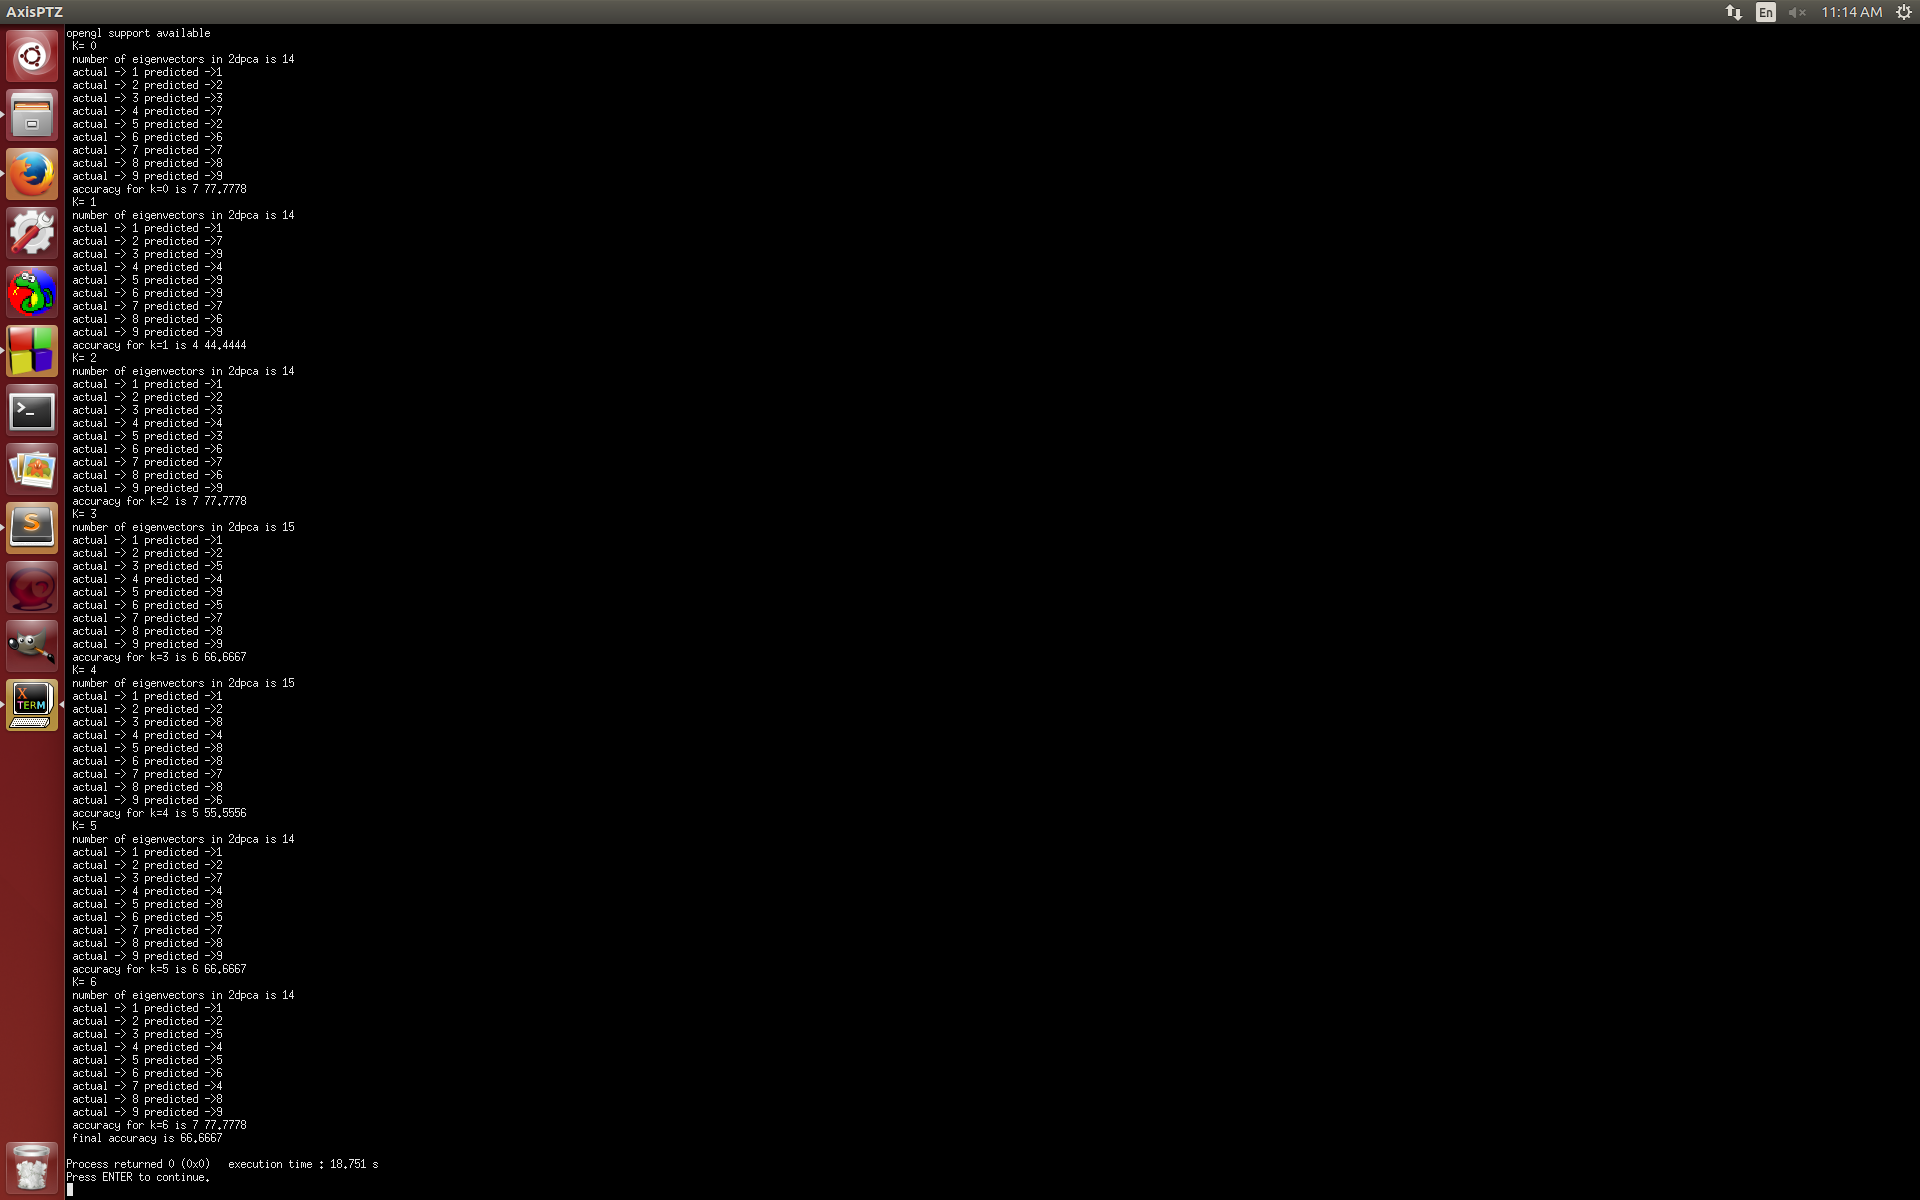 AxisPTZ
En
11:14 AM
opengl support available
K= 0
number of eigenvectors in 2dpca is 14
actual -> 1 predicted ->1
actual -> 2 predicted ->2
actual -> 3 predicted ->3
actual -> 4 predicted ->7
actual -> 5 predicted ->2
actual -> 6 predicted ->6
actual -> 7 predicted ->7
actual -> 8 predicted ->8
actual -> 9 predicted ->9
accuracy for k=0 is 7 77.7778
K= 1
number of eigenvectors in 2dpca is 14
actual -> 1 predicted ->1
actual -> 2 predicted ->7
actual -> 3 predicted ->9
actual -> 4 predicted ->4
actual -> 5 predicted ->9
actual -> 6 predicted ->9
actual -> 7 predicted ->7
actual -> 8 predicted ->6
actual -> 9 predicted ->9
accuracy for k=1 is 4 44.4444
K= 2
number of eigenvectors in 2dpca is 14
actual -> 1 predicted ->1
actual -> 2 predicted ->2
actual -> 3 predicted ->3
actual -> 4 predicted ->4
actual -> 5 predicted ->3
actual -> 6 predicted ->6
actual -> 7 predicted ->7
actual -> 8 predicted ->6
actual -> 9 predicted ->9
accuracy for k=2 is 7 77.7778
K= 3
number of eigenvectors in 2dpca is 15
actual -> 1 predicted ->1
actual -> 2 predicted ->2
actual -> 3 predicted ->5
actual -> 4 predicted ->4
actual -> 5 predicted ->9
actual -> 6 predicted ->5
actual -> 7 predicted ->7
actual -> 8 predicted ->8
actual -> 9 predicted ->9
accuracy for k=3 is 6 66.6667
K= 4
number of eigenvectors in 2dpca is 15
actual -> 1 predicted ->1
actual -> 2 predicted ->2
actual -> 3 predicted ->8
actual -> 4 predicted ->4
actual -> 5 predicted ->8
actual -> 6 predicted ->8
actual -> 7 predicted ->7
actual -> 8 predicted ->8
actual -> 9 predicted ->6
accuracy for k=4 is 5 55.5556
K= 5
number of eigenvectors in 2dpca is 14
actual -> 1 predicted ->1
actual -> 2 predicted ->2
actual -> 3 predicted ->7
actual -> 4 predicted ->4
actual -> 5 predicted ->8
actual -> 6 predicted ->5
actual -> 7 predicted ->7
actual -> 8 predicted ->8
actual -> 9 predicted ->9
accuracy for k=5 is 6 66.6667
K= 6
number of eigenvectors in 2dpca is 14
actual -> 1 predicted ->1
actual -> 2 predicted ->2
actual -> 3 predicted ->5
actual -> 4 predicted ->4
actual -> 5 predicted ->5
actual -> 6 predicted ->6
actual -> 7 predicted ->4
actual -> 8 predicted ->8
actual -> 9 predicted ->9
accuracy for k=6 is 7 77.7778
final accuracy is 66.6667
Process returned 0 (0x0)   execution time : 18.751 s
Press ENTER to continue.
>_
S
X
TERM